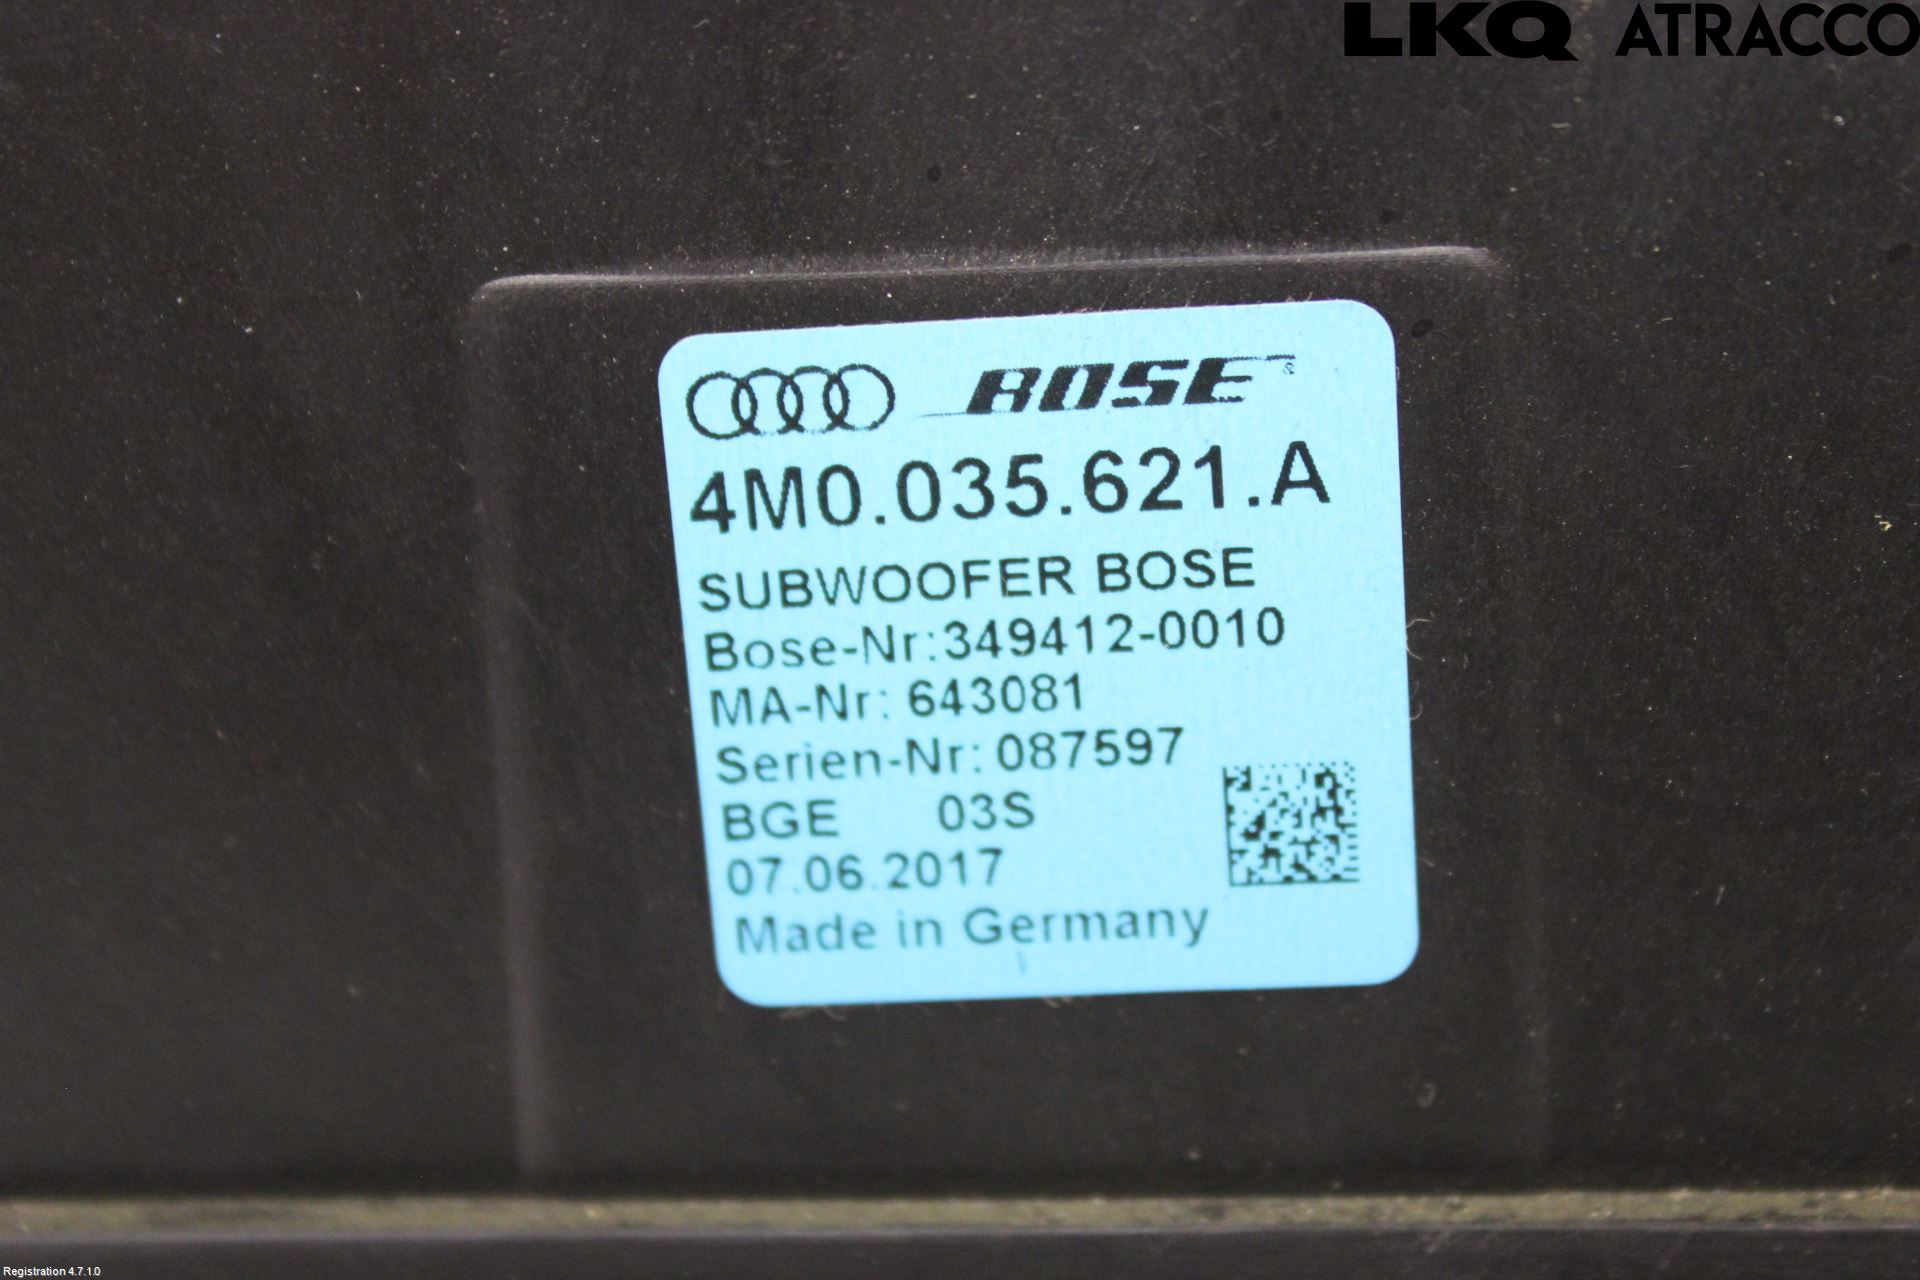 LKQ ATRACCO
BOSE
4M0.035.621.A
SUBWOOFER BOSE
Bose-Nr:349412-0010
MA-Nr: 643081
Serien-Nr: 087597
BGE 03S
07.06.2017
Made in Germany
Registration 4.7.1.0